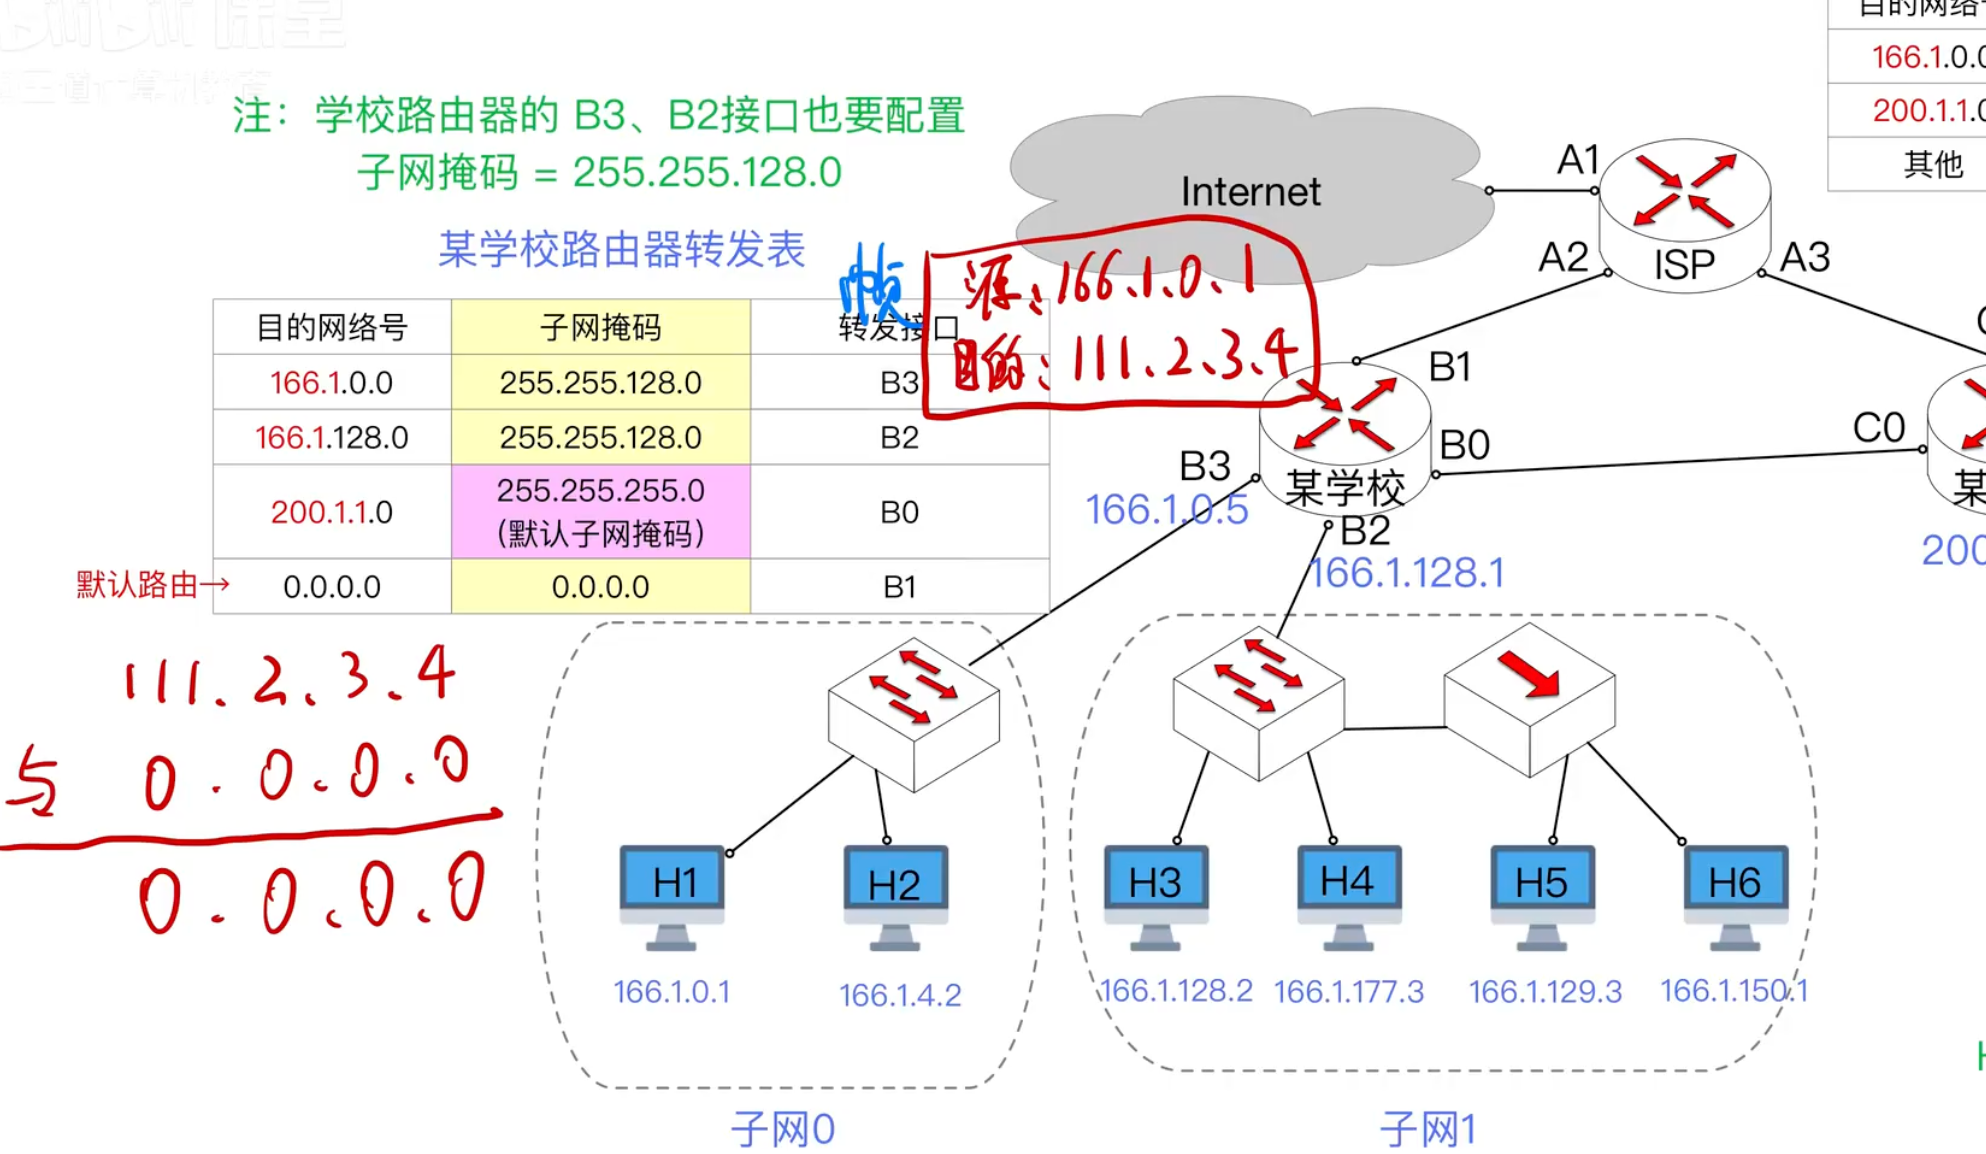 注：学校路由器的 B3、B2接口也要配置
子网掩码 = 255.255.128.0
某学校路由器转发表
目的网络号 子网掩码 转发接口
166.1.0.0 255.255.128.0 B3
166.1.128.0 255.255.128.0 B2
200.1.1.0 255.255.255.0
（默认子网掩码） B0
默认路由→ 0.0.0.0 0.0.0.0 B1
111.2.3.4
与 0.0.0.0
0.0.0.0
帧
源：166.1.0.1
目的：111.2.3.4
Internet
A1
A2
ISP
A3
B1
B0
C0
B3
166.1.0.5
某学校
B2
166.1.128.1
某
200
目的网络号
166.1.0.0
200.1.1.0
其他
H1
H2
H3
H4
H5
H6
166.1.0.1
166.1.4.2
166.1.128.2
166.1.177.3
166.1.129.3
166.1.150.1
子网0
子网1